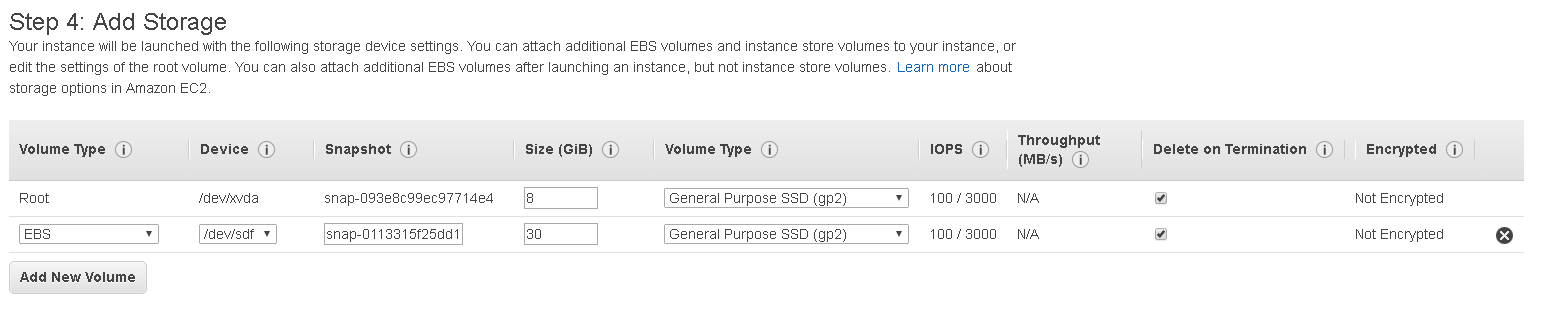 Step 4: Add Storage
Your instance will be launched with the following storage device settings. You can attach additional EBS volumes and instance store volumes to your instance, or
edit the settings of the root volume. You can also attach additional EBS volumes after launching an instance, but not instance store volumes. Learn more about
storage options in Amazon EC2.
Volume Type Device Snapshot Size (GiB) Volume Type IOPS Throughput (MB/s) Delete on Termination Encrypted
Root /dev/xvda snap-093e8c99ec97714e4 8 General Purpose SSD (gp2) 100 / 3000 N/A Not Encrypted
EBS /dev/sdf snap-0113315f25dd1 30 General Purpose SSD (gp2) 100 / 3000 N/A Not Encrypted
Add New Volume